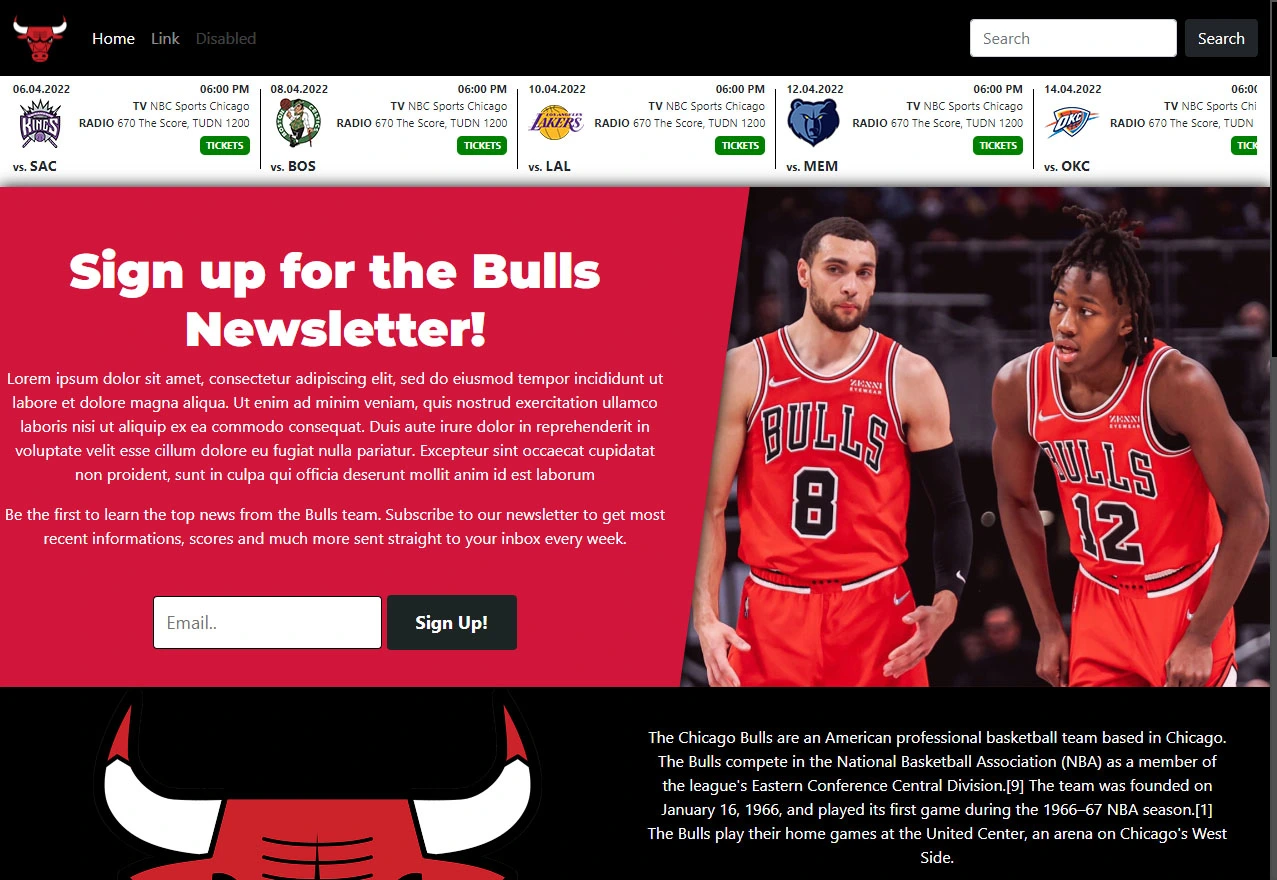 Home Link Disabled Search Search
06.04.2022 06:00 PM
TV NBC Sports Chicago
RADIO 670 The Score, TUDN 1200
KINGS
TICKETS
vs. SAC
08.04.2022 06:00 PM
TV NBC Sports Chicago
RADIO 670 The Score, TUDN 1200
TICKETS
vs. BOS
10.04.2022 06:00 PM
TV NBC Sports Chicago
RADIO 670 The Score, TUDN 1200
LOS ANGELES
LAKERS
TICKETS
vs. LAL
12.04.2022 06:00 PM
TV NBC Sports Chicago
RADIO 670 The Score, TUDN 1200
TICKETS
vs. MEM
14.04.2022 06:00
TV NBC Sports Chi
RADIO 670 The Score, TUDN
OKC
TICK
vs. OKC
Sign up for the Bulls
Newsletter!
Lorem ipsum dolor sit amet, consectetur adipiscing elit, sed do eiusmod tempor incididunt ut
labore et dolore magna aliqua. Ut enim ad minim veniam, quis nostrud exercitation ullamco
laboris nisi ut aliquip ex ea commodo consequat. Duis aute irure dolor in reprehenderit in
voluptate velit esse cillum dolore eu fugiat nulla pariatur. Excepteur sint occaecat cupidatat
non proident, sunt in culpa qui officia deserunt mollit anim id est laborum
Be the first to learn the top news from the Bulls team. Subscribe to our newsletter to get most
recent informations, scores and much more sent straight to your inbox every week.
Email.. Sign Up!
ZENNI
EYEWEAR
BULLS
8
ZENNI
EYEWEAR
BULLS
12
The Chicago Bulls are an American professional basketball team based in Chicago.
The Bulls compete in the National Basketball Association (NBA) as a member of
the league's Eastern Conference Central Division.[9] The team was founded on
January 16, 1966, and played its first game during the 1966–67 NBA season.[1]
The Bulls play their home games at the United Center, an arena on Chicago's West
Side.